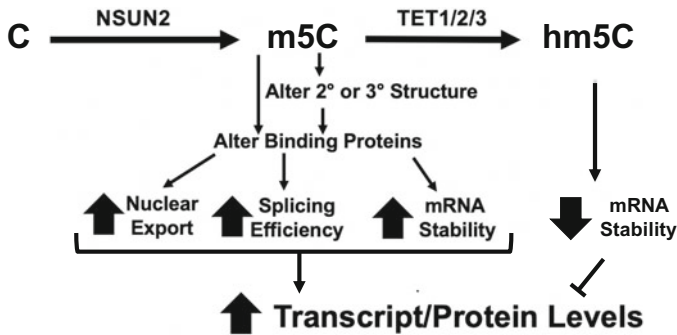 NSUN2
TET1/2/3
C
m5C
hm5C
Alter 2° or 3° Structure
Alter Binding Proteins
Nuclear
Export
Splicing
Efficiency
mRNA
Stability
mRNA
Stability
Transcript/Protein Levels